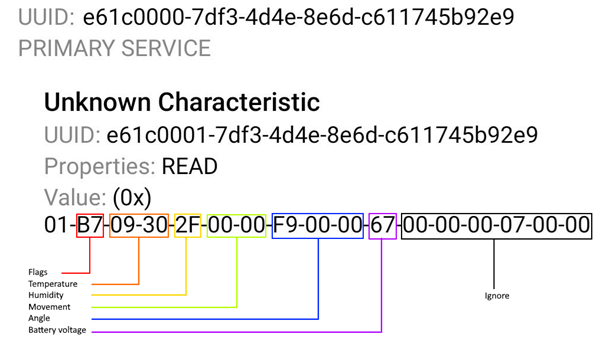 UUID: e61c0000-7df3-4d4e-8e6d-c611745b92e9
PRIMARY SERVICE
Unknown Characteristic
UUID: e61c0001-7df3-4d4e-8e6d-c611745b92e9
Properties: READ
Value: (0x)
01-B7-09-30-2F-00-00-F9-00-00-67-00-00-00-07-00-00
Flags
Temperature
Humidity
Movement
Angle
Battery voltage
Ignore